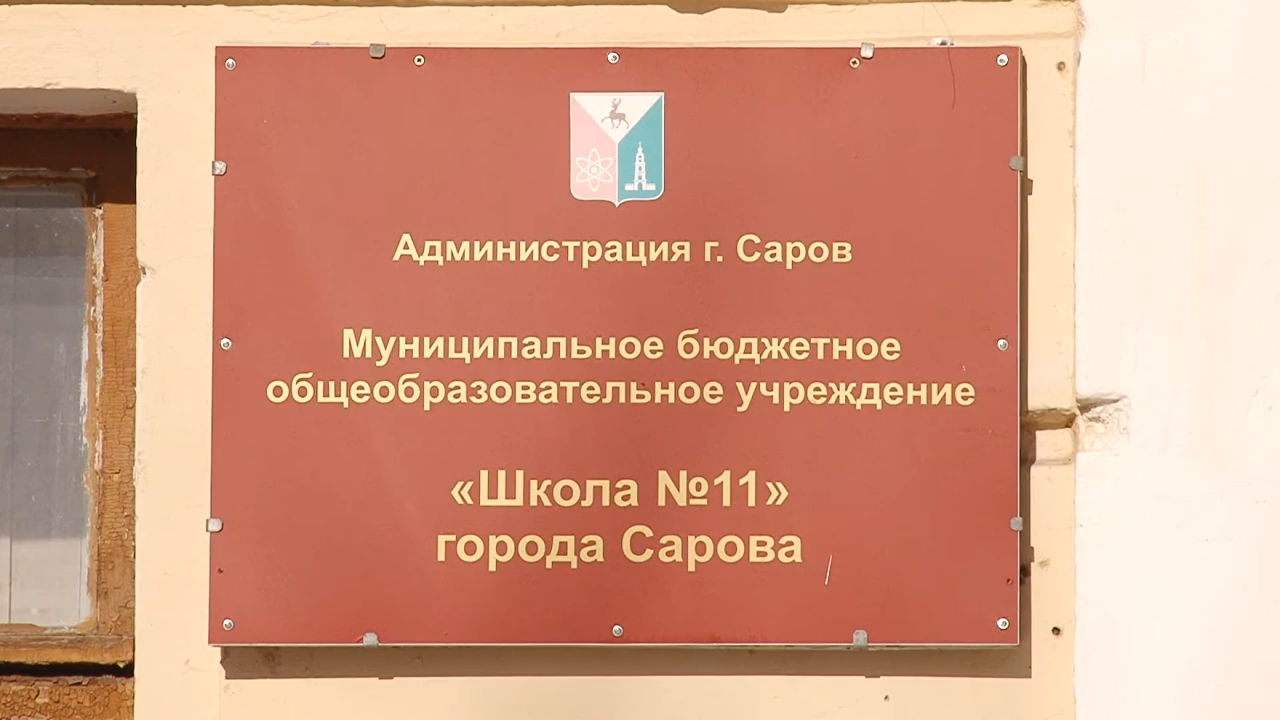 Администрация г. Саров
Муниципальное бюджетное
общеобразовательное учреждение
«Школа №11»
города Сарова